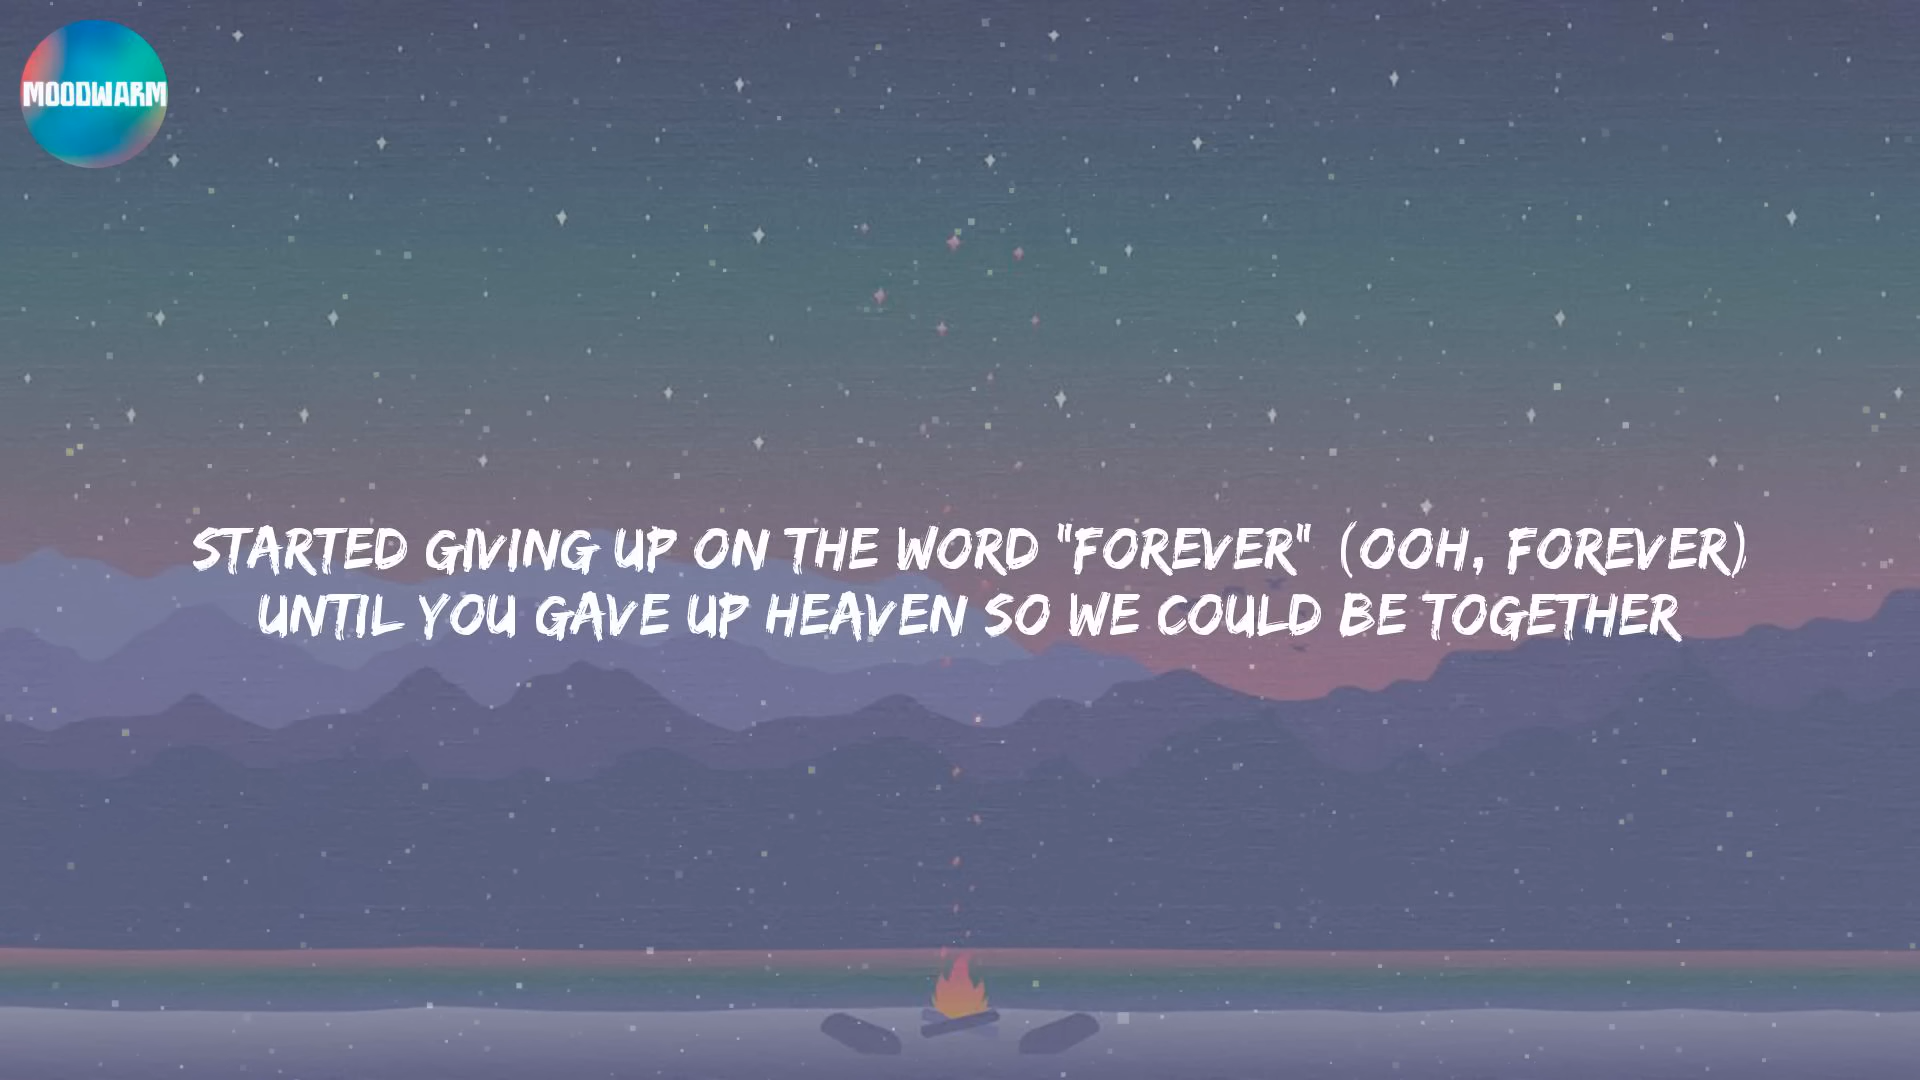 MOODWARM
STARTED GIVING UP ON THE WORD "FOREVER" (OOH, FOREVER)
UNTIL YOU GAVE UP HEAVEN SO WE COULD BE TOGETHER